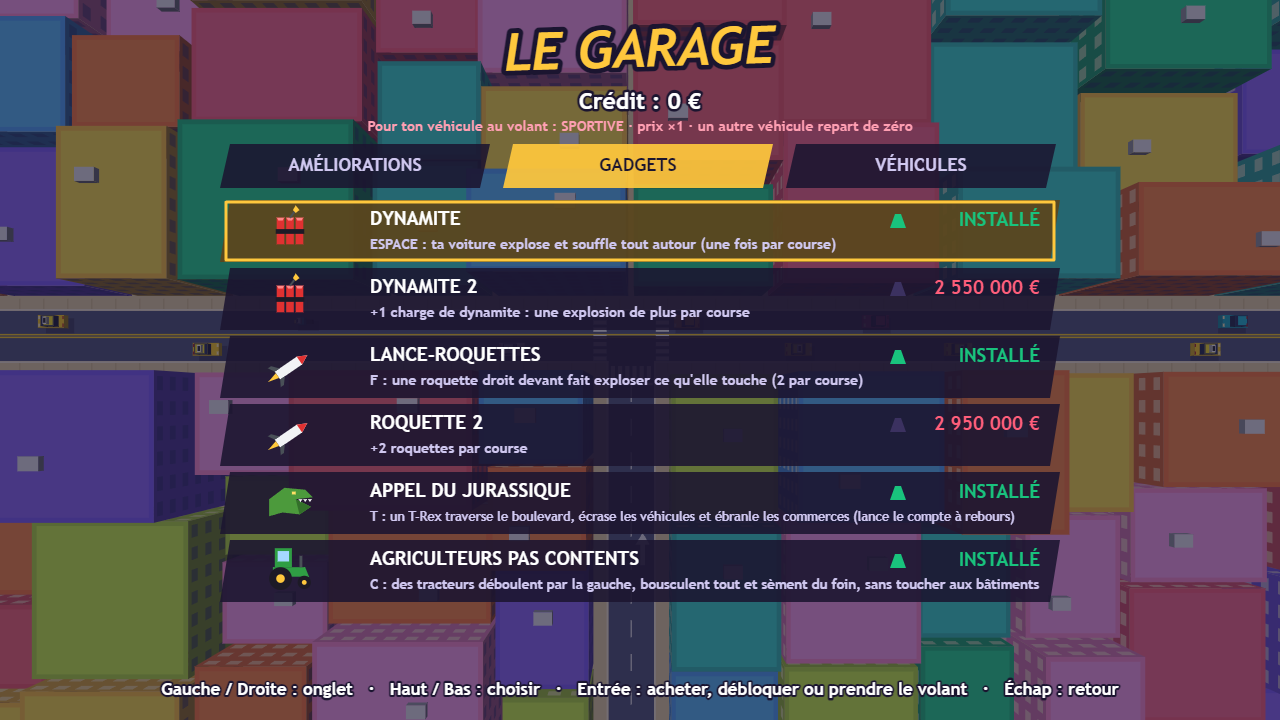 LE GARAGE
Crédit : 0 €
Pour ton véhicule au volant : SPORTIVE · prix ×1 · un autre véhicule repart de zéro
AMÉLIORATIONS
GADGETS
VÉHICULES
DYNAMITE
INSTALLÉ
ESPACE : ta voiture explose et souffle tout autour (une fois par course)
DYNAMITE 2
2 550 000 €
+1 charge de dynamite : une explosion de plus par course
LANCE-ROQUETTES
INSTALLÉ
F : une roquette droit devant fait exploser ce qu'elle touche (2 par course)
ROQUETTE 2
2 950 000 €
+2 roquettes par course
APPEL DU JURASSIQUE
INSTALLÉ
T : un T-Rex traverse le boulevard, écrase les véhicules et ébranle les commerces (lance le compte à rebours)
AGRICULTEURS PAS CONTENTS
INSTALLÉ
C : des tracteurs déboulent par la gauche, bousculent tout et sèment du foin, sans toucher aux bâtiments
Gauche / Droite : onglet · Haut / Bas : choisir · Entrée : acheter, débloquer ou prendre le volant · Échap : retour